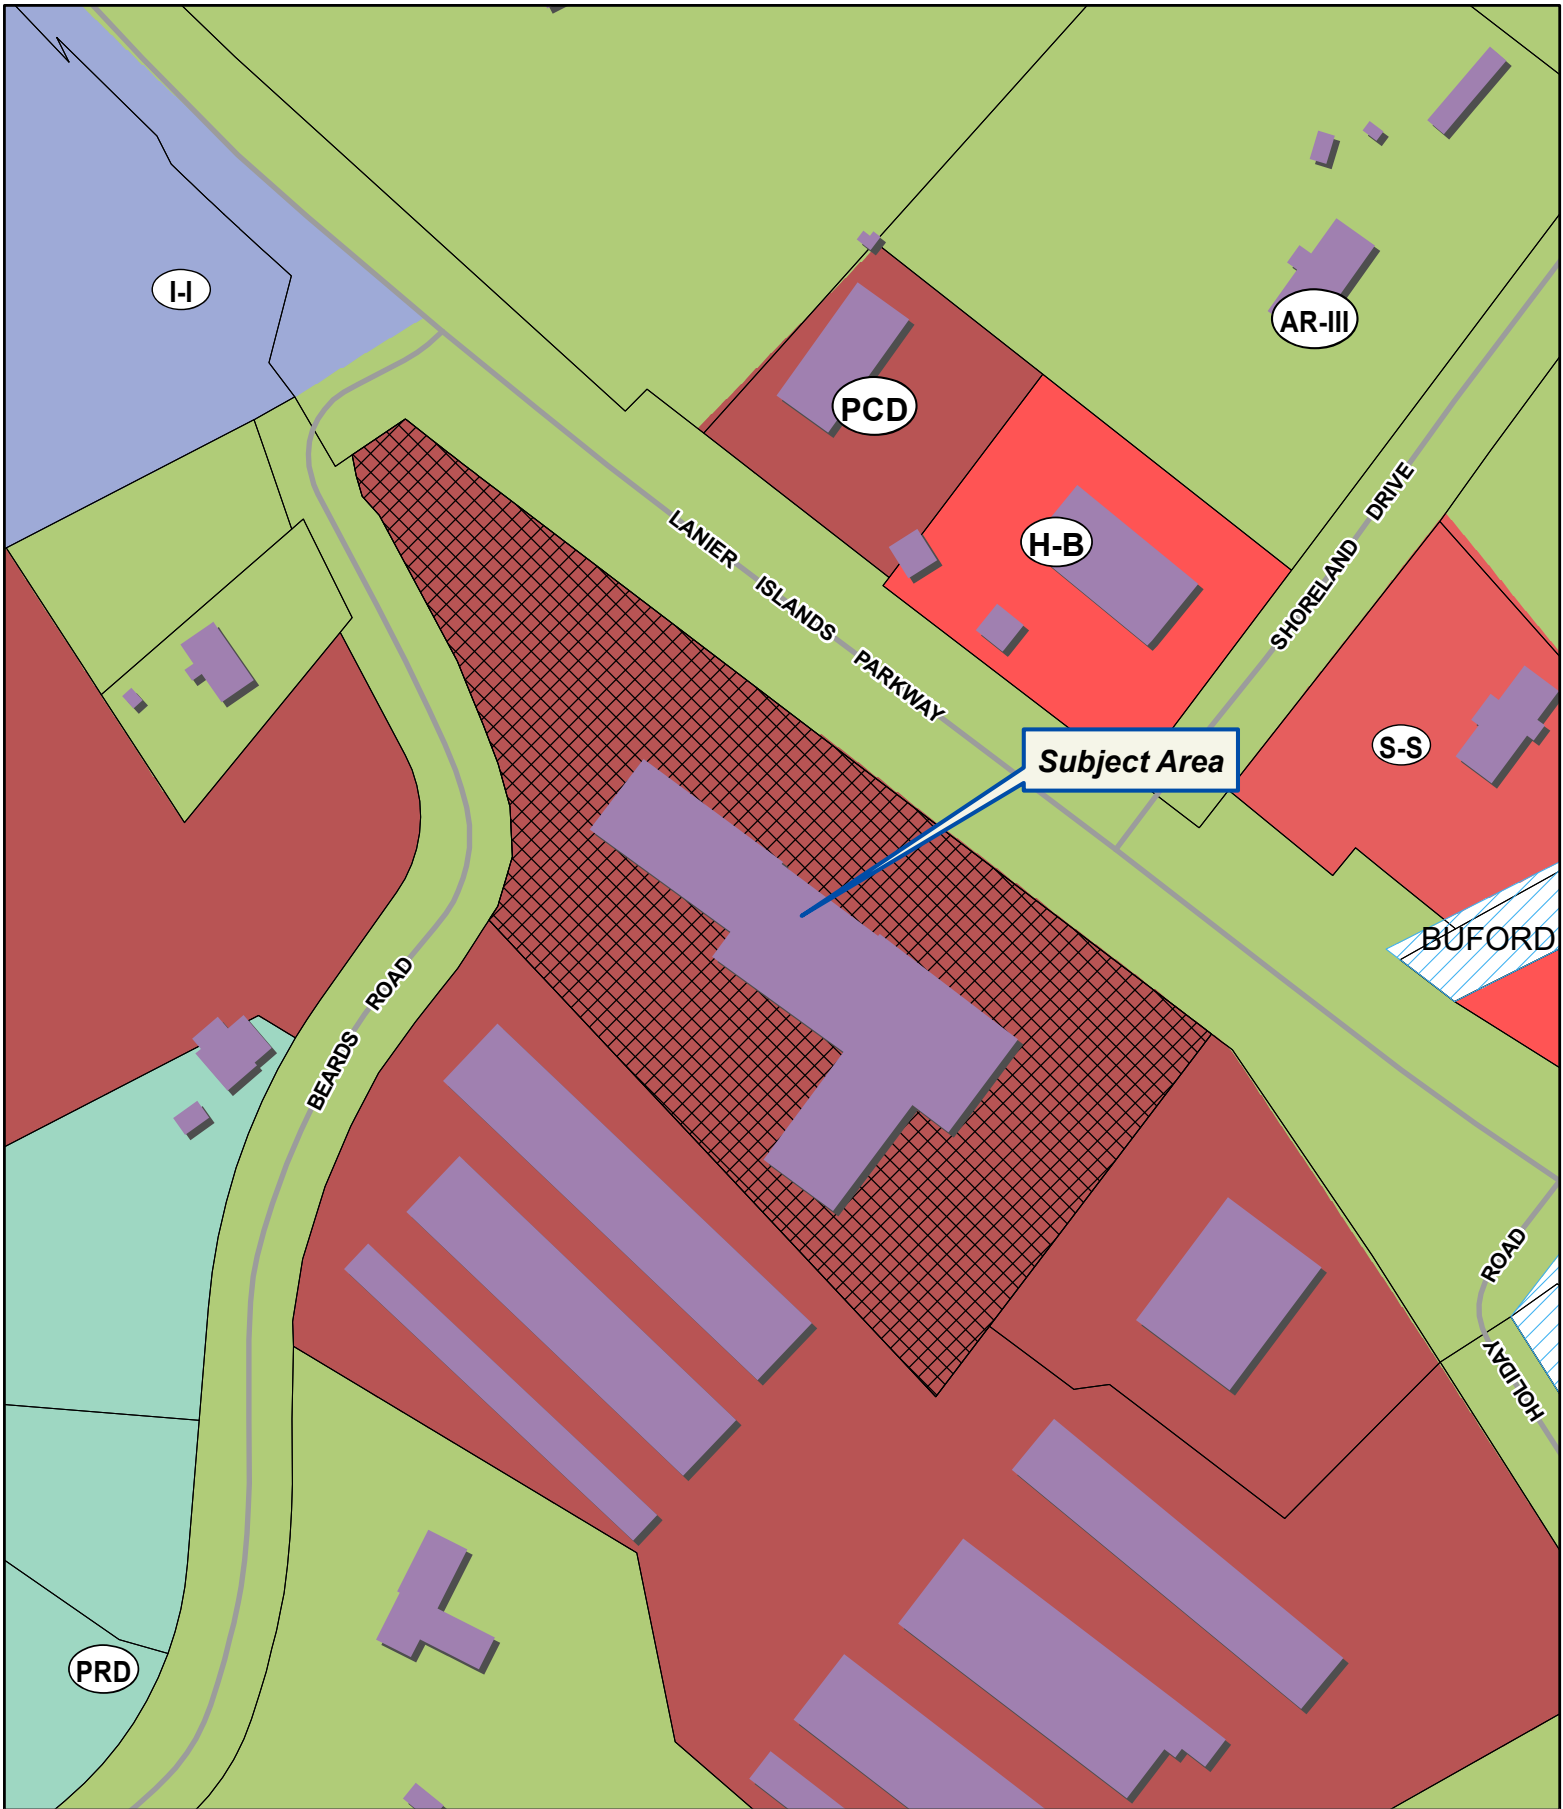 I-I
AR-III
PCD
H-B
LANIER ISLANDS PARKWAY
SHORELAND DRIVE
S-S
Subject Area
BUFORD
BEARDS ROAD
HOLIDAY ROAD
PRD